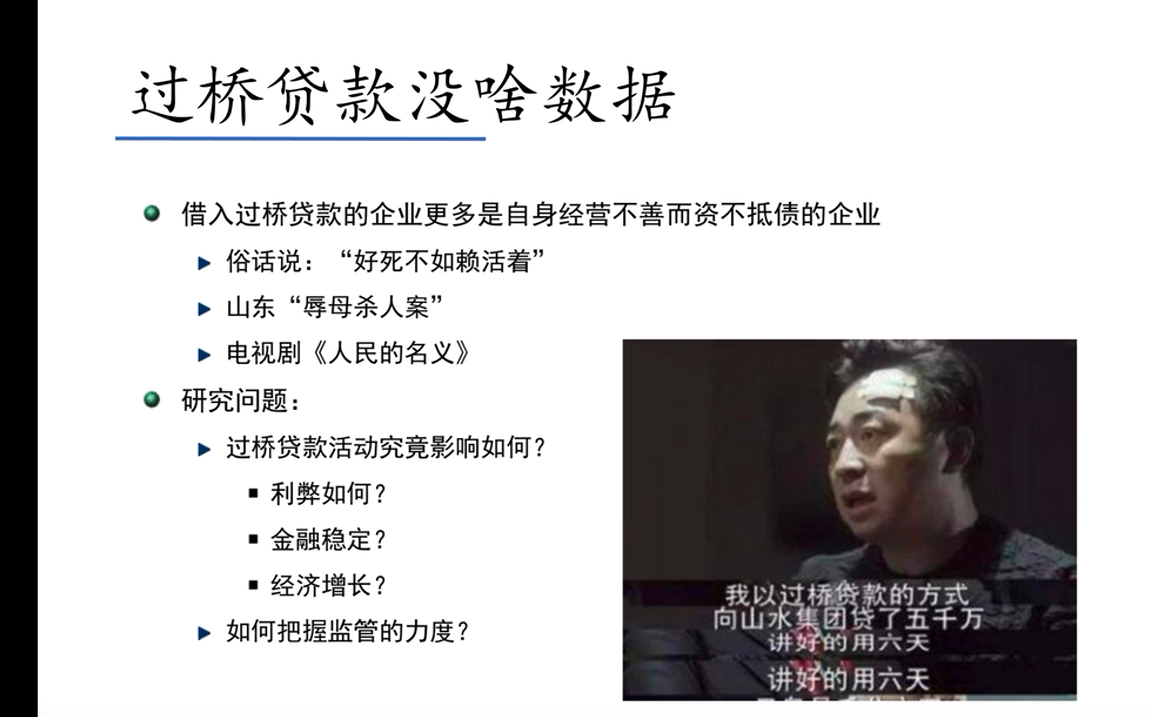 过桥贷款没啥数据
借入过桥贷款的企业更多是自身经营不善而资不抵债的企业
俗话说：“好死不如赖活着”
山东“辱母杀人案”
电视剧《人民的名义》
研究问题：
过桥贷款活动究竟影响如何？
利弊如何？
金融稳定？
经济增长？
如何把握监管的力度？
我以过桥贷款的方式
向山水集团贷了五千万
讲好的用六天
讲好的用六天